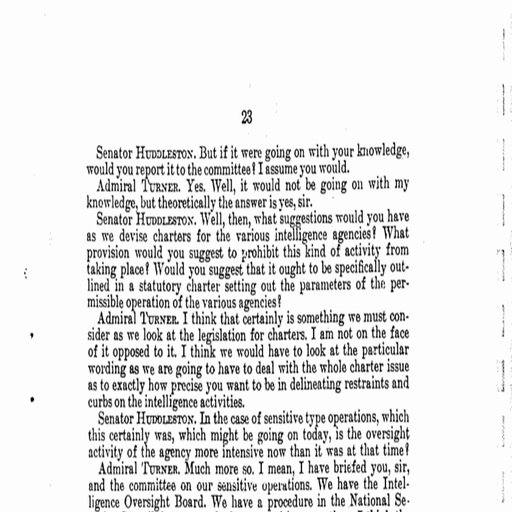 23
Senator HUDDLESTON. But if it were going on with your knowledge,
would you report it to the committee? I assume you would.
Admiral TURNER. Yes. Well, it would not be going on with my
knowledge, but theoretically the answer is yes, sir.
Senator HUDDLESTON. Well, then, what suggestions would you have
as we devise charters for the various intelligence agencies? What
provision would you suggest to prohibit this kind of activity from
taking place? Would you suggest that it ought to be specifically out-
lined in a statutory charter setting out the parameters of the per-
missible operation of the various agencies?
Admiral TURNER. I think that certainly is something we must con-
sider as we look at the legislation for charters. I am not on the face
of it opposed to it. I think we would have to look at the particular
wording as we are going to have to deal with the whole charter issue
as to exactly how precise you want to be in delineating restraints and
curbs on the intelligence activities.
Senator HUDDLESTON. In the case of sensitive type operations, which
this certainly was, which might be going on today, is the oversight
activity of the agency more intensive now than it was at that time?
Admiral TURNER. Much more so. I mean, I have briefed you, sir,
and the committee on our sensitive operations. We have the Intel-
ligence Oversight Board. We have a procedure in the National Se-